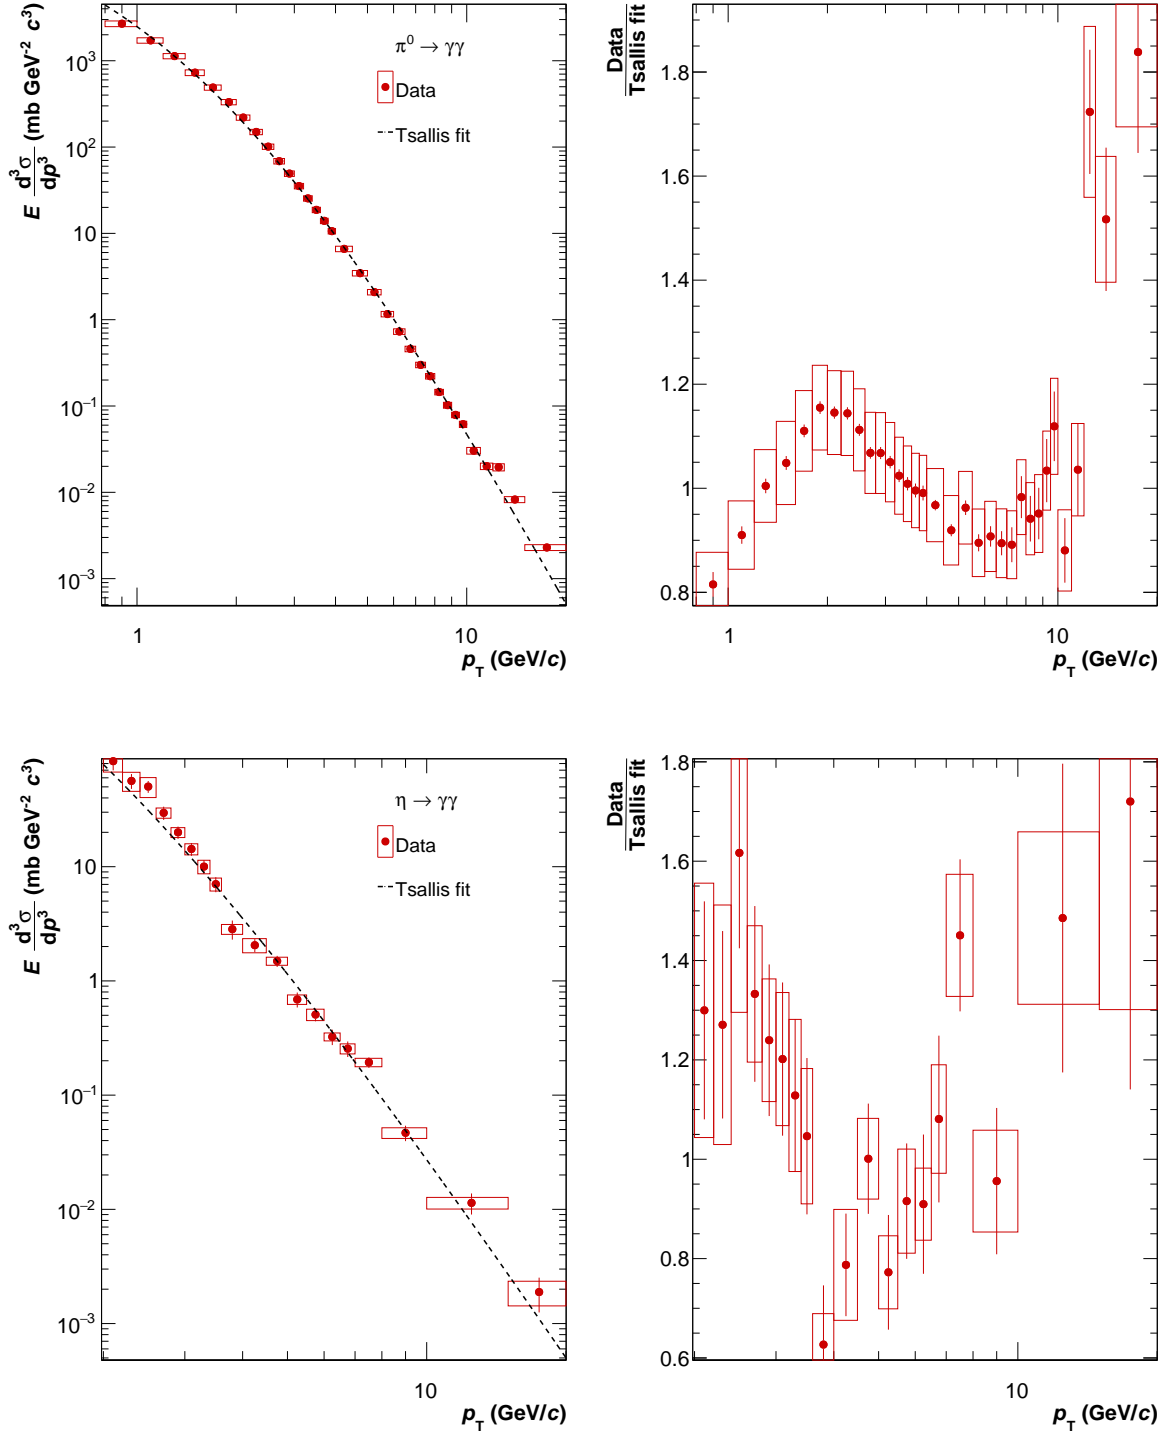 E d³σ/dp³ (mb GeV⁻² c³)
π⁰ → γγ
Data
Tsallis fit
10³
10²
10
1
10⁻¹
10⁻²
10⁻³
1
10
p_T (GeV/c)
Data
Tsallis fit
1.8
1.6
1.4
1.2
1
0.8
1
10
p_T (GeV/c)
E d³σ/dp³ (mb GeV⁻² c³)
η → γγ
Data
Tsallis fit
10
1
10⁻¹
10⁻²
10⁻³
10
p_T (GeV/c)
Data
Tsallis fit
1.8
1.6
1.4
1.2
1
0.8
0.6
10
p_T (GeV/c)